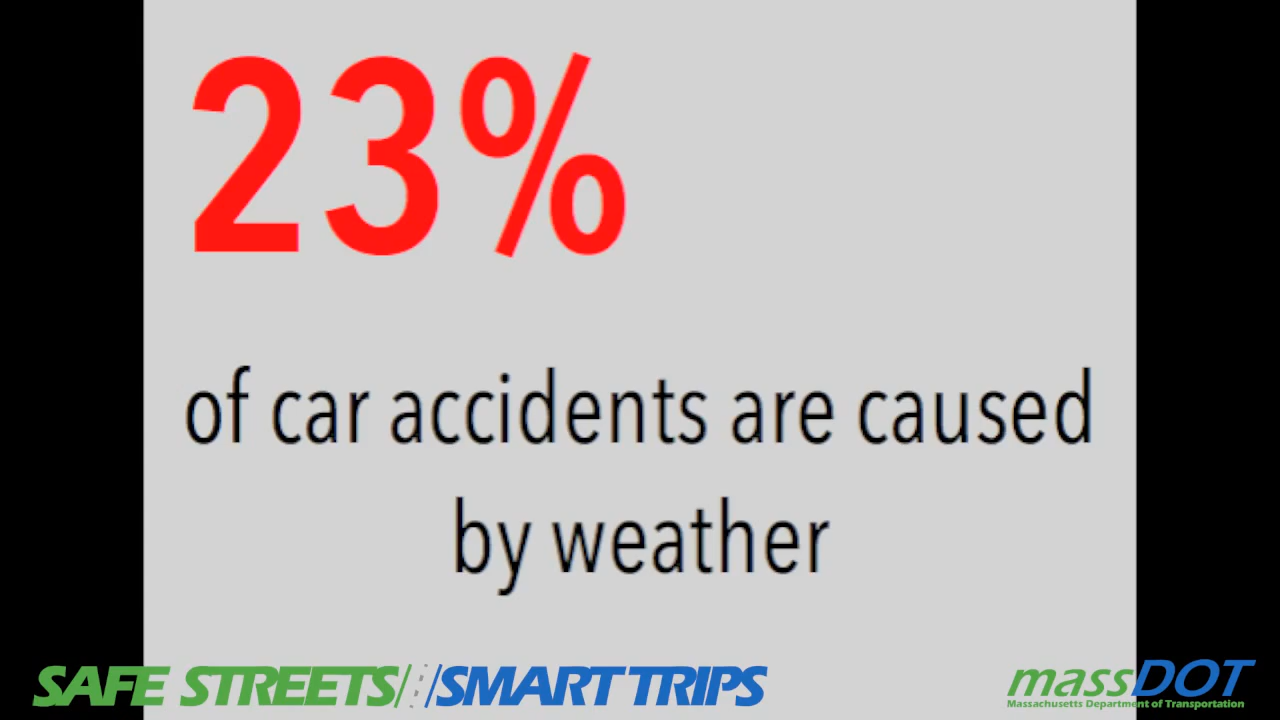 23%
of car accidents are caused
by weather
SAFE STREETS//SMART TRIPS
massDOT
Massachusetts Department of Transportation